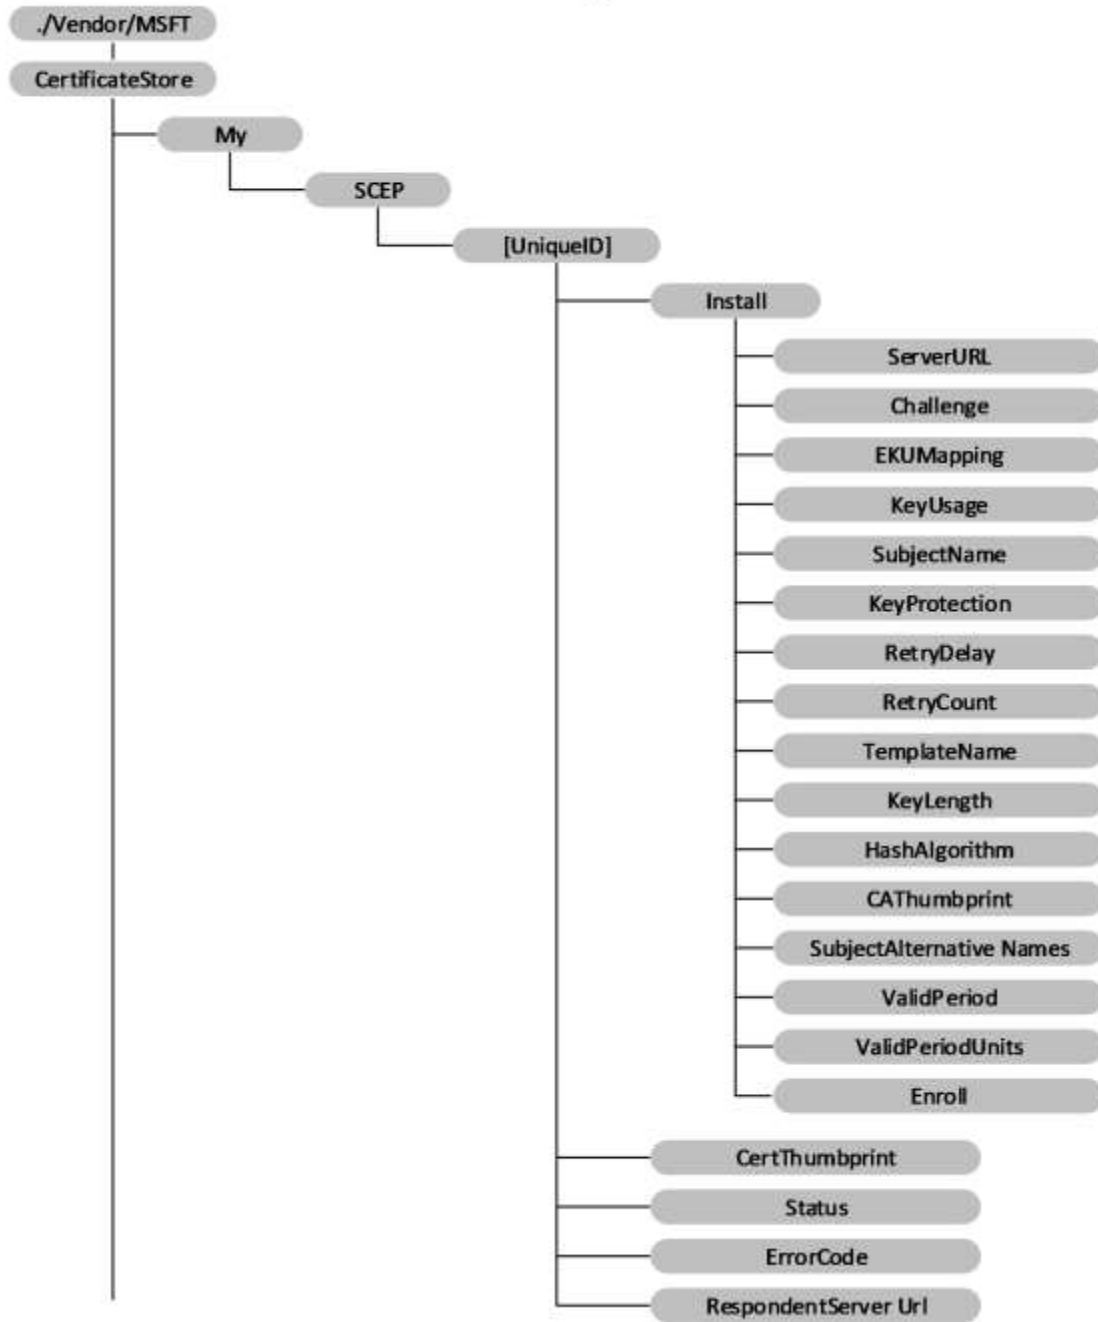 ./Vendor/MSFT
CertificateStore
My
SCEP
[UniqueID]
Install
ServerURL
Challenge
EKUMapping
KeyUsage
SubjectName
KeyProtection
RetryDelay
RetryCount
TemplateName
KeyLength
HashAlgorithm
CAThumbprint
SubjectAlternative Names
ValidPeriod
ValidPeriodUnits
Enroll
CertThumbprint
Status
ErrorCode
RespondentServer Url